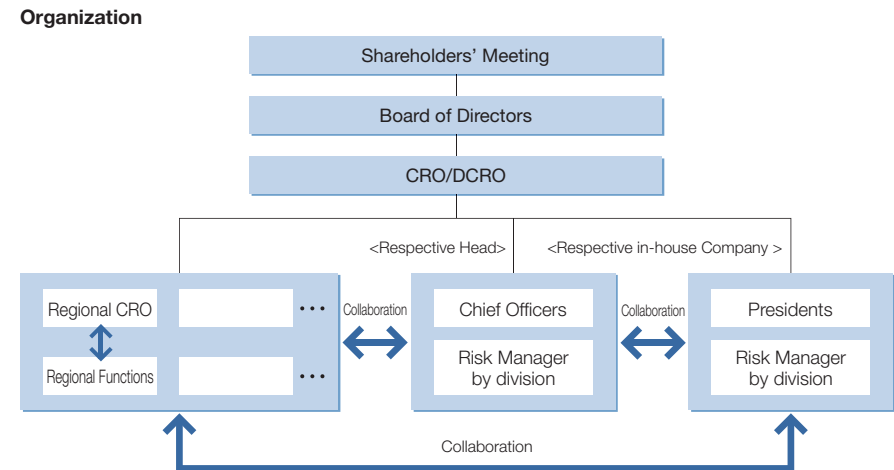 Organization
Shareholders’ Meeting
Board of Directors
CRO/DCRO
<Respective Head>
<Respective in-house Company >
Regional CRO
• • •
Collaboration
Chief Officers
Collaboration
Presidents
Regional Functions
• • •
Risk Manager
by division
Risk Manager
by division
Collaboration